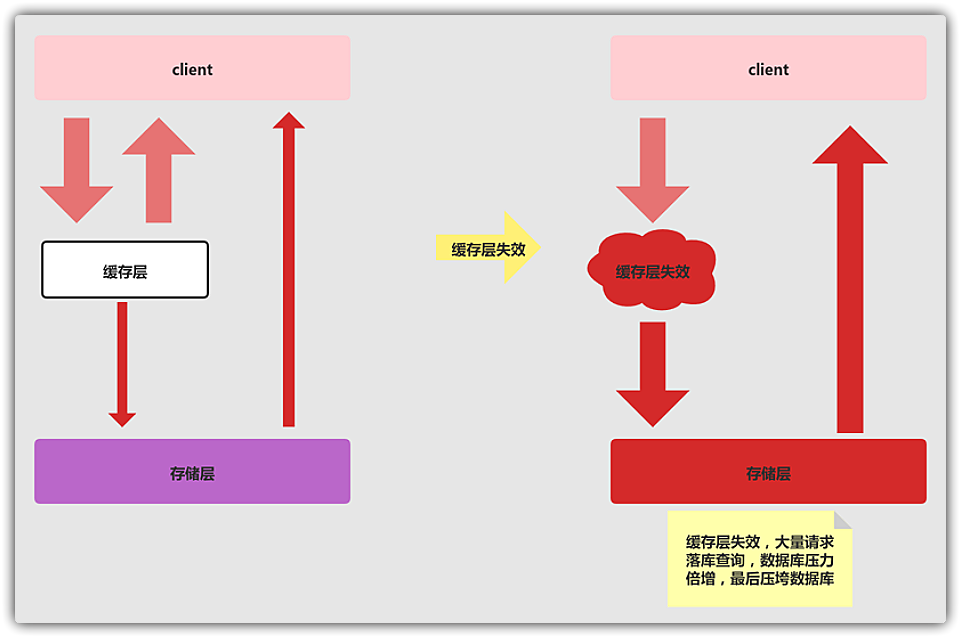 client
缓存层
存储层
缓存层失效
client
缓存层失效
存储层
缓存层失效，大量请求
落库查询，数据库压力
倍增，最后压垮数据库